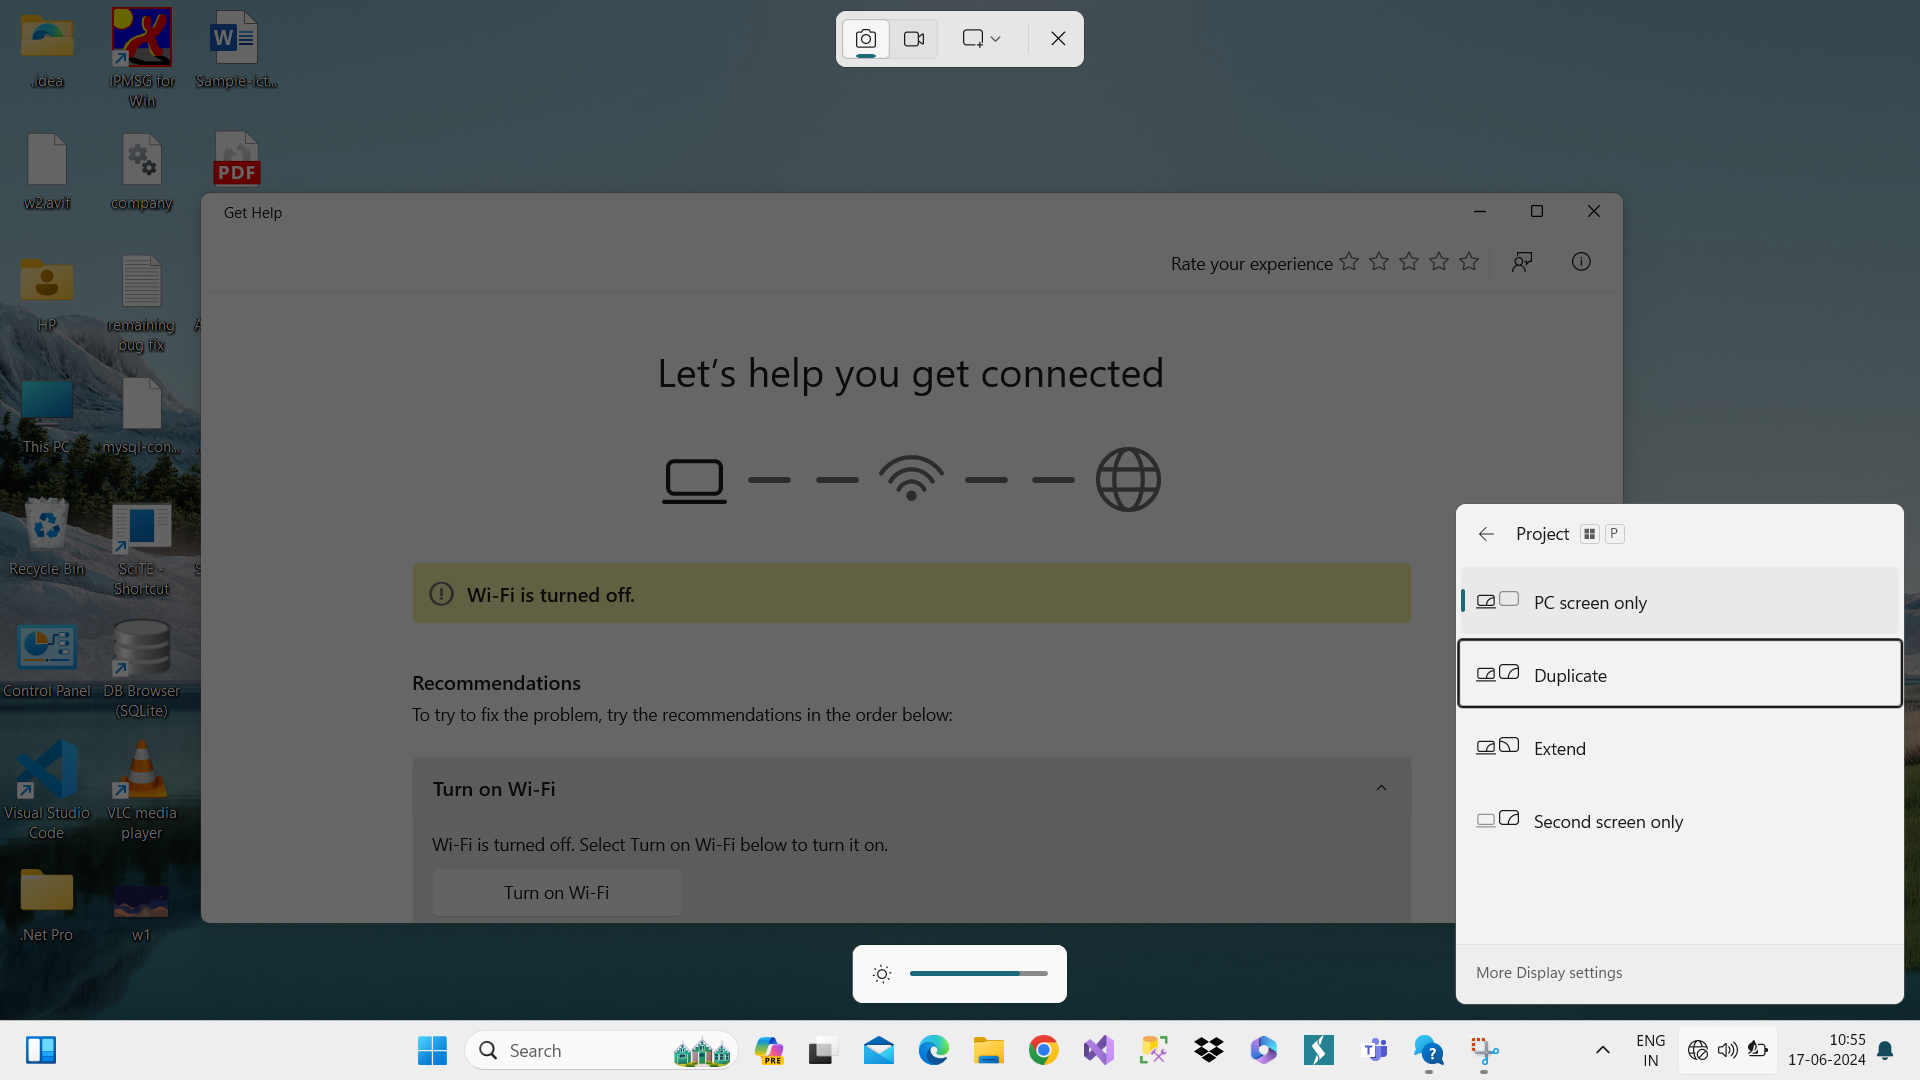 .idea
IPMSG for
Win
Sample-ict...
w2.avif
company
PDF
HP
remaining
bug fix
This PC
mysql-con...
Recycle Bin
SciTE -
Shortcut
Control Panel
DB Browser
(SQLite)
Visual Studio
Code
VLC media
player
.Net Pro
w1
Get Help
Rate your experience
Let's help you get connected
Wi-Fi is turned off.
Recommendations
To try to fix the problem, try the recommendations in the order below:
Turn on Wi-Fi
Wi-Fi is turned off. Select Turn on Wi-Fi below to turn it on.
Turn on Wi-Fi
Project P
PC screen only
Duplicate
Extend
Second screen only
More Display settings
Search
PRE
ENG
IN
10:55
17-06-2024